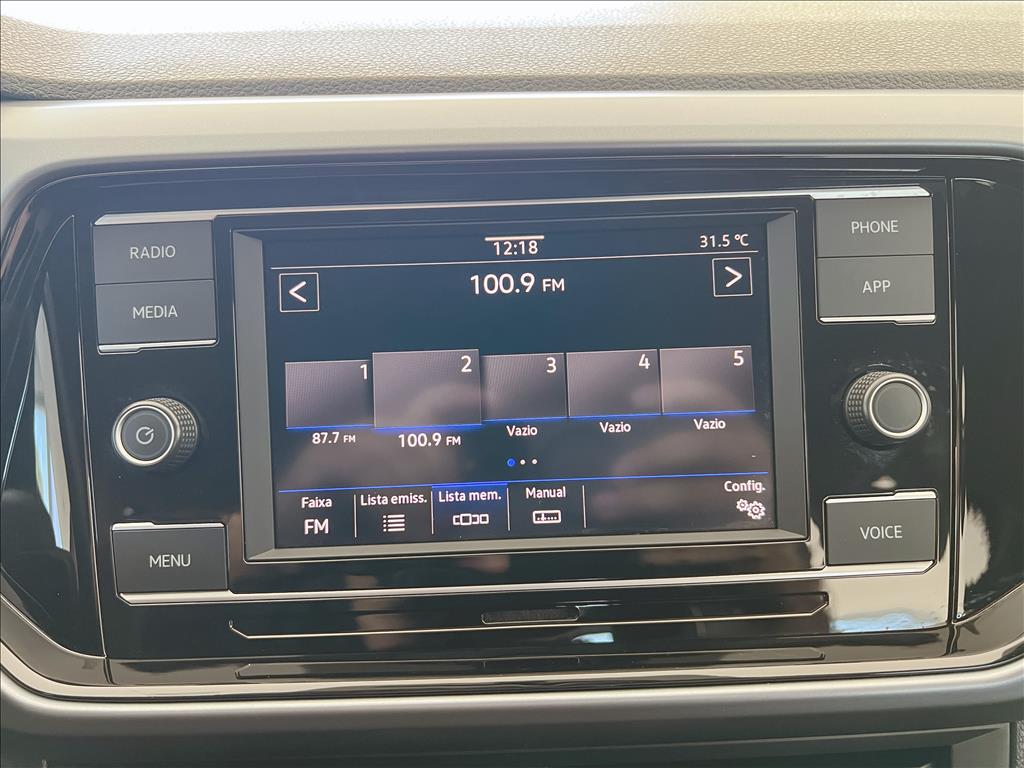 RADIO
MEDIA
MENU
12:18
31.5 °C
<
100.9 FM
>
1
2
3
4
5
87.7 FM
100.9 FM
Vazio
Vazio
Vazio
Faixa
FM
Lista emiss.
Lista mem.
Manual
Config.
PHONE
APP
VOICE